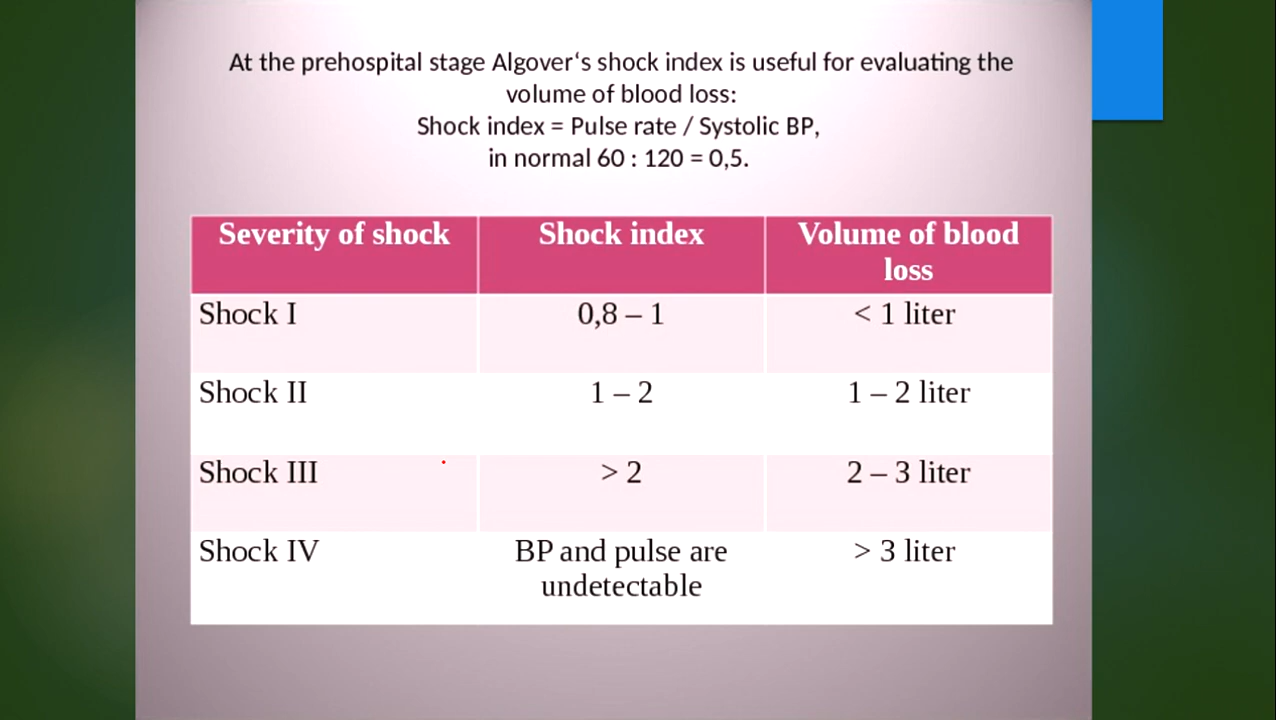 At the prehospital stage Algover‘s shock index is useful for evaluating the
volume of blood loss:
Shock index = Pulse rate / Systolic BP,
in normal 60 : 120 = 0,5.
Severity of shock
Shock index
Volume of blood
loss
Shock I
0,8 – 1
< 1 liter
Shock II
1 – 2
1 – 2 liter
Shock III
> 2
2 – 3 liter
Shock IV
BP and pulse are
undetectable
> 3 liter